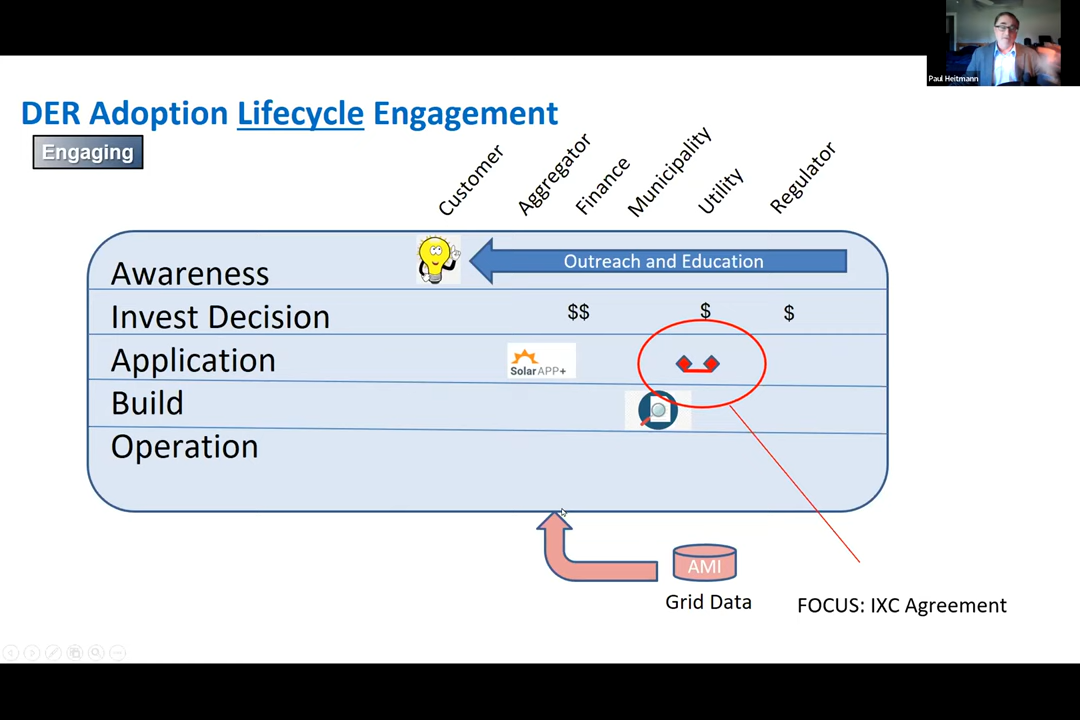 Paul Heitmann
DER Adoption Lifecycle Engagement
Engaging
Customer
Aggregator
Finance
Municipality
Utility
Regulator
Awareness
Outreach and Education
Invest Decision
$$
$
$
Application
SolarAPP+
Build
Operation
AMI
Grid Data
FOCUS: IXC Agreement